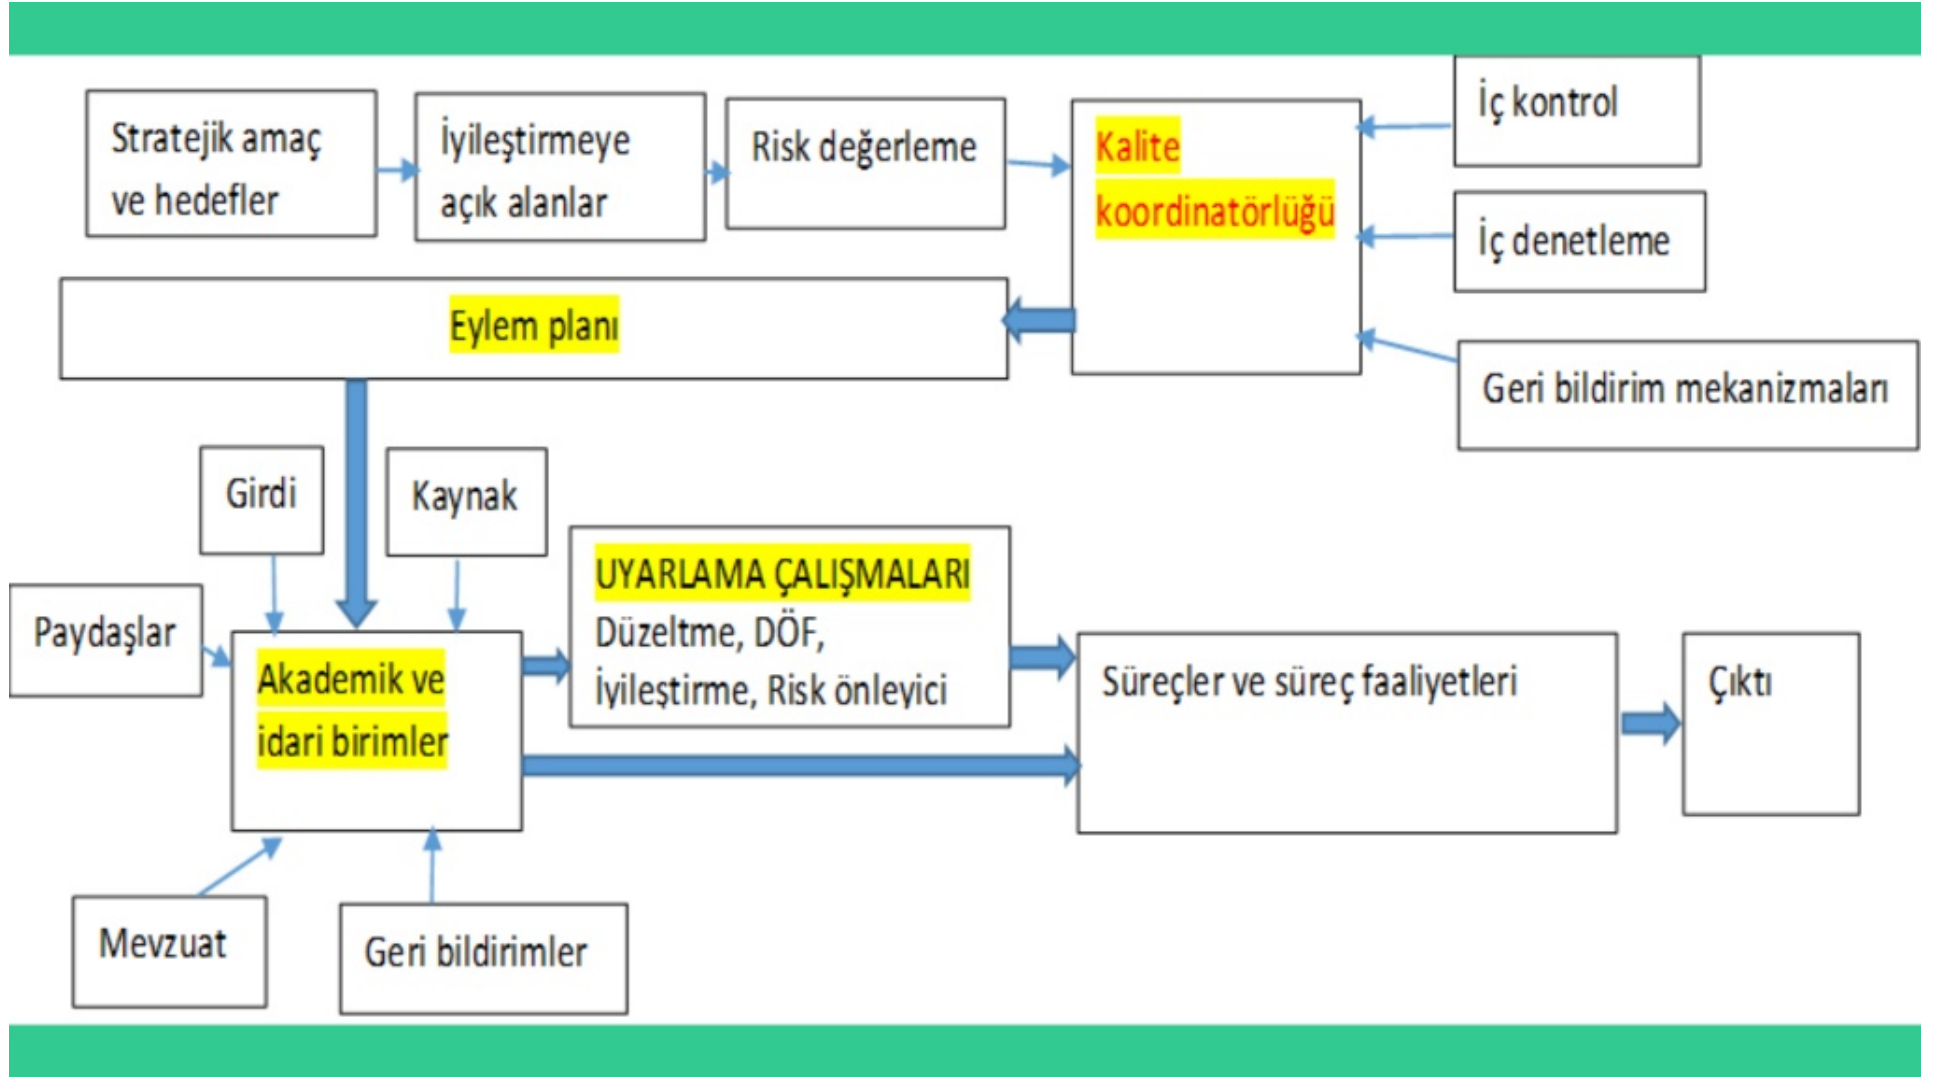 Stratejik amaç
ve hedefler
İyileştirmeye
açık alanlar
Risk değerleme
Kalite
koordinatörlüğü
İç kontrol
İç denetleme
Geri bildirim mekanizmaları
Eylem planı
Girdi
Kaynak
Paydaşlar
Akademik ve
idari birimler
UYARLAMA ÇALIŞMALARI
Düzeltme, DÖF,
İyileştirme, Risk önleyici
Süreçler ve süreç faaliyetleri
Çıktı
Mevzuat
Geri bildirimler